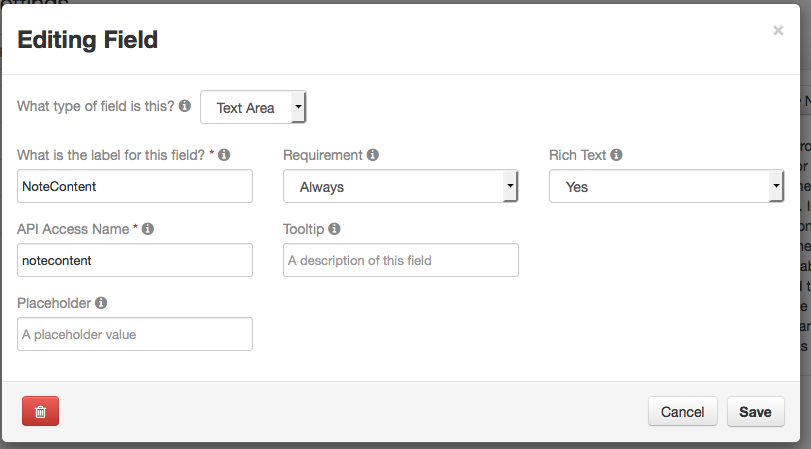 Editing Field
×
What type of field is this? Text Area
What is the label for this field? * Requirement Rich Text
NoteContent Always Yes
API Access Name * Tooltip
notecontent A description of this field
Placeholder
A placeholder value
Cancel Save